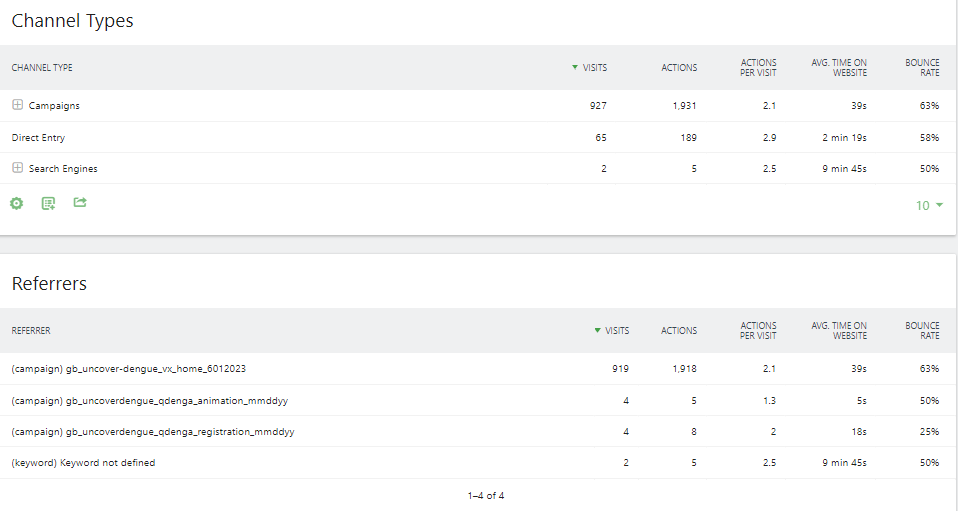 Channel Types
CHANNEL TYPE VISITS ACTIONS ACTIONS PER VISIT AVG. TIME ON WEBSITE BOUNCE RATE
Campaigns 927 1,931 2.1 39s 63%
Direct Entry 65 189 2.9 2 min 19s 58%
Search Engines 2 5 2.5 9 min 45s 50%
10
Referrers
REFERRER VISITS ACTIONS ACTIONS PER VISIT AVG. TIME ON WEBSITE BOUNCE RATE
(campaign) gb_uncover-dengue_vx_home_6012023 919 1,918 2.1 39s 63%
(campaign) gb_uncoverdengue_qdenga_animation_mmddyy 4 5 1.3 5s 50%
(campaign) gb_uncoverdengue_qdenga_registration_mmddyy 4 8 2 18s 25%
(keyword) Keyword not defined 2 5 2.5 9 min 45s 50%
1–4 of 4